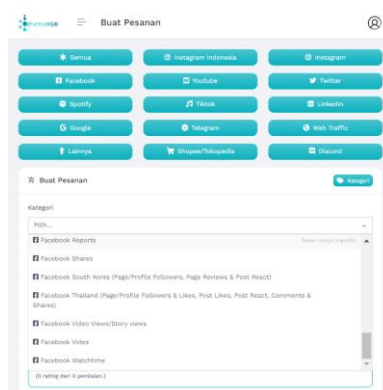 Buat Pesanan
Semua
Instagram Indonesia
Instagram
Facebook
Youtube
Twitter
Spotify
Tiktok
Linkedin
Google
Telegram
Web Traffic
Lainnya
Shopee/Tokopedia
Discord
Buat Pesanan
Kategori
Kategori
Pilih...
Facebook Reports
Tekan untuk memilih
Facebook Shares
Facebook South Korea (Page/Profile Followers, Page Reviews & Post React)
Facebook Thailand (Page/Profile Followers & Likes, Post Likes, Post React, Comments &
Shares)
Facebook Video Views/Story views
Facebook Votes
Facebook Watchtime
(0 rating dari 0 penilaian.)